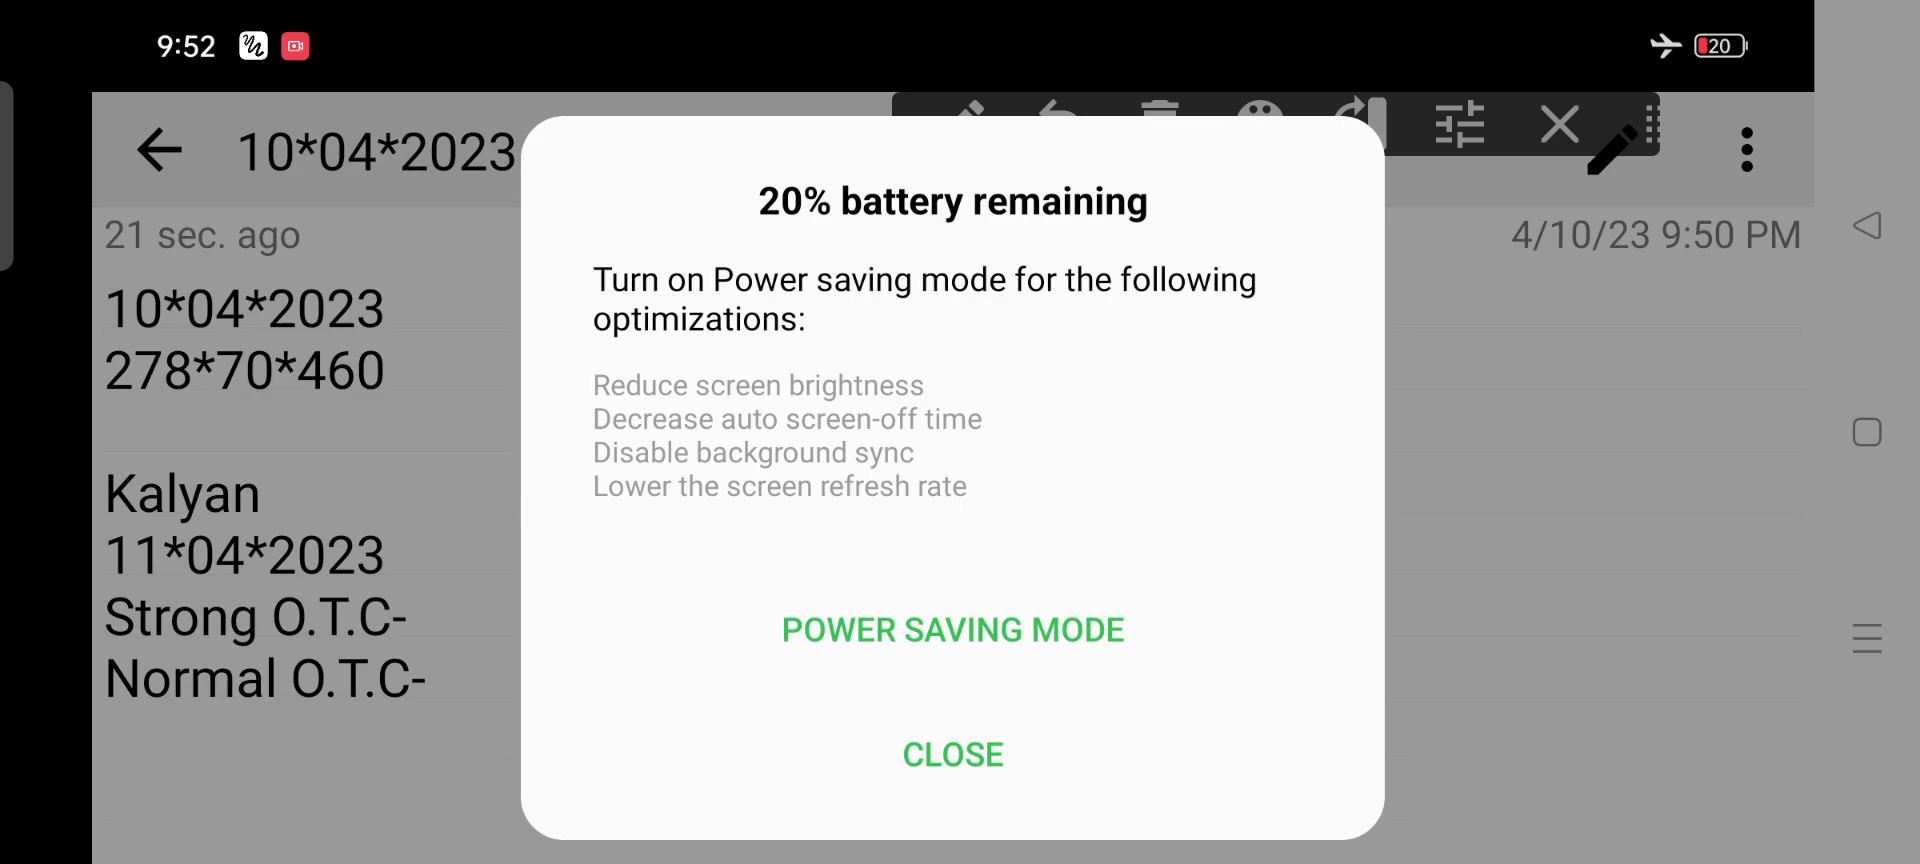 9:52
20
10*04*2023
21 sec. ago
4/10/23 9:50 PM
10*04*2023
278*70*460
Kalyan
11*04*2023
Strong O.T.C-
Normal O.T.C-
20% battery remaining
Turn on Power saving mode for the following
optimizations:
Reduce screen brightness
Decrease auto screen-off time
Disable background sync
Lower the screen refresh rate
POWER SAVING MODE
CLOSE